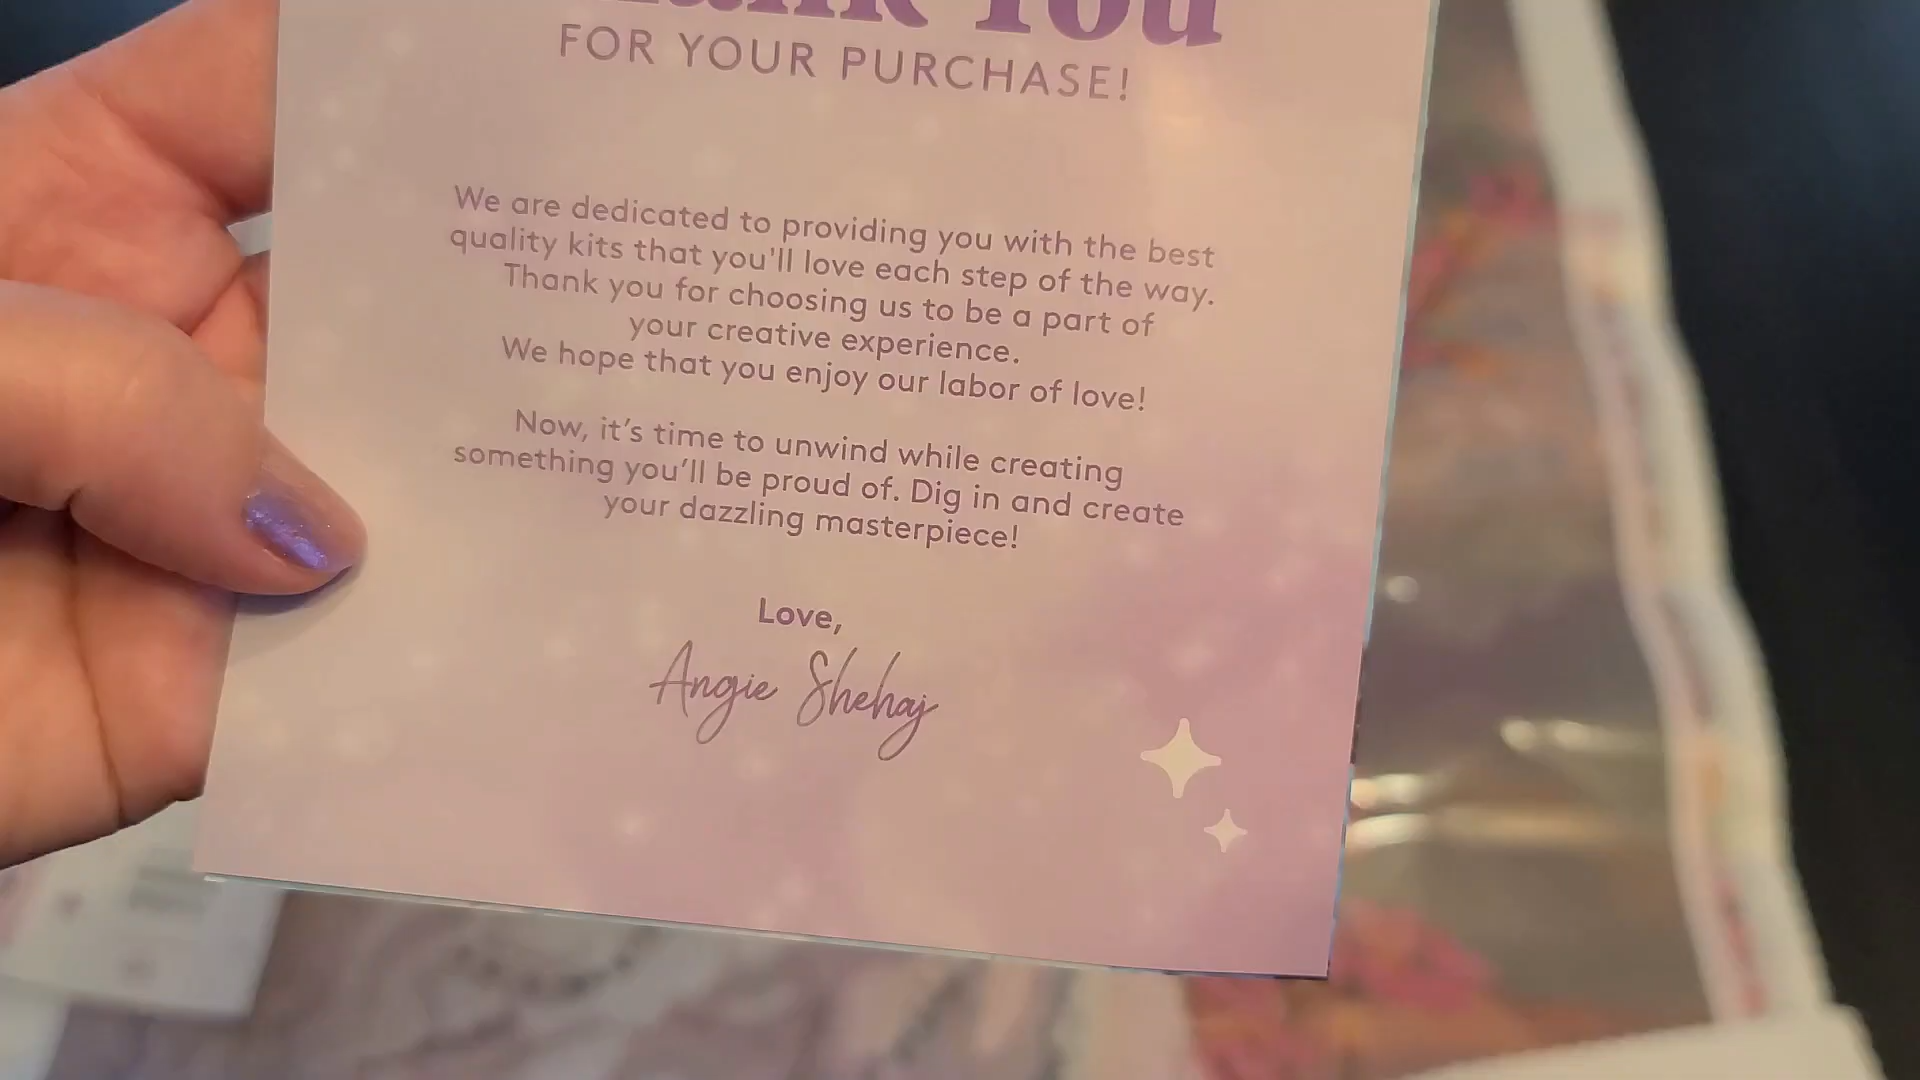 Thank You
FOR YOUR PURCHASE!
We are dedicated to providing you with the best
quality kits that you'll love each step of the way.
Thank you for choosing us to be a part of
your creative experience.
We hope that you enjoy our labor of love!
Now, it’s time to unwind while creating
something you’ll be proud of. Dig in and create
your dazzling masterpiece!
Love,
Angie Shehaj